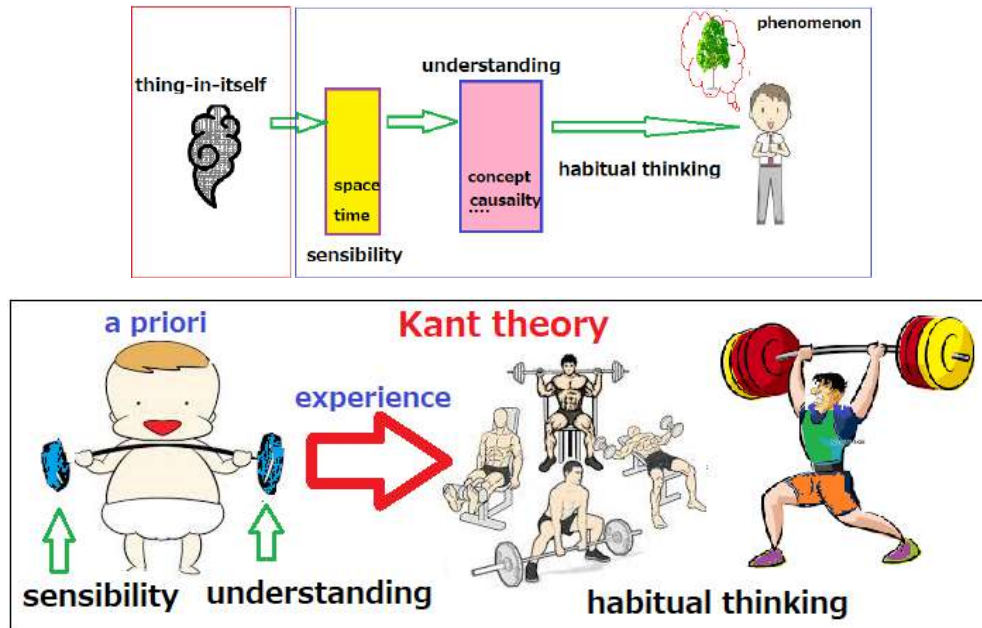 phenomenon
thing-in-itself
understanding
space
time
concept
causailty
....
habitual thinking
sensibility
a priori
Kant theory
experience
sensibility
understanding
habitual thinking